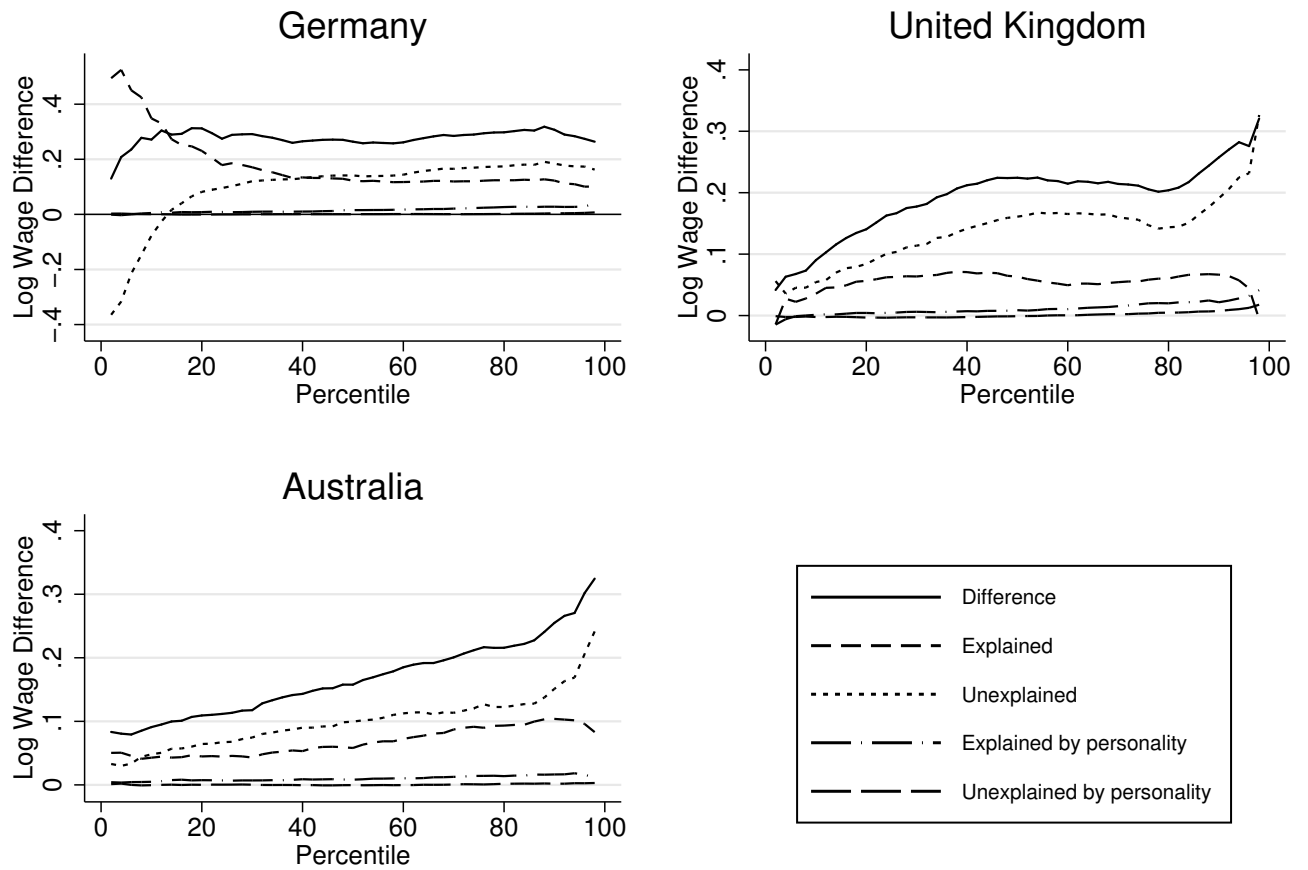 Germany
Log Wage Difference
.4
.2
0
−.2
−.4
0 20 40 60 80 100
Percentile
United Kingdom
Log Wage Difference
.4
.3
.2
.1
0
0 20 40 60 80 100
Percentile
Australia
Log Wage Difference
.4
.3
.2
.1
0
0 20 40 60 80 100
Percentile
Difference
Explained
Unexplained
Explained by personality
Unexplained by personality